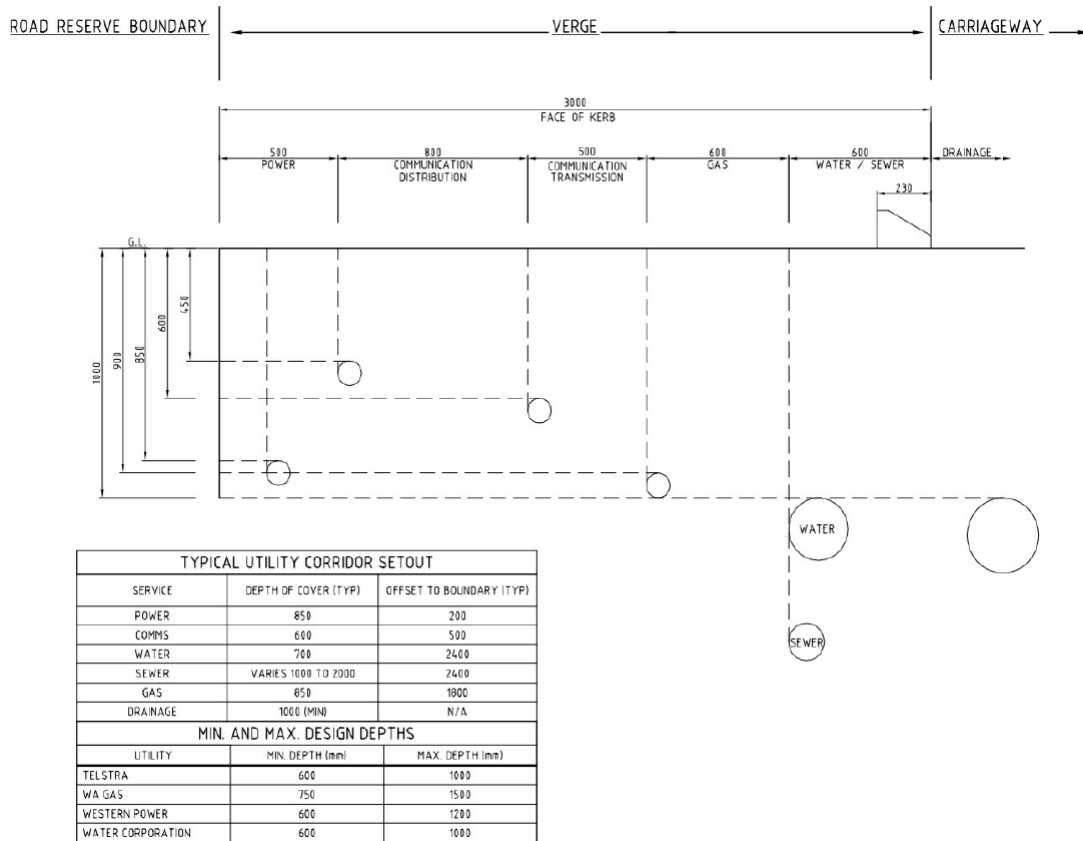 ROAD RESERVE BOUNDARY
VERGE
CARRIAGEWAY
3000
FACE OF KERB
500
POWER
800
COMMUNICATION
DISTRIBUTION
500
COMMUNICATION
TRANSMISSION
600
GAS
600
WATER / SEWER
DRAINAGE
230
G.L.
1000
900
850
600
450
WATER
SEWER
TYPICAL UTILITY CORRIDOR SETOUT
SERVICE DEPTH OF COVER (TYP) OFFSET TO BOUNDARY (TYP)
POWER 850 200
COMMS 600 500
WATER 700 2400
SEWER VARIES 1000 TO 2000 2400
GAS 850 1800
DRAINAGE 1000 (MIN) N/A
MIN. AND MAX. DESIGN DEPTHS
UTILITY MIN. DEPTH (mm) MAX. DEPTH (mm)
TELSTRA 600 1000
WA GAS 750 1500
WESTERN POWER 600 1200
WATER CORPORATION 600 1000